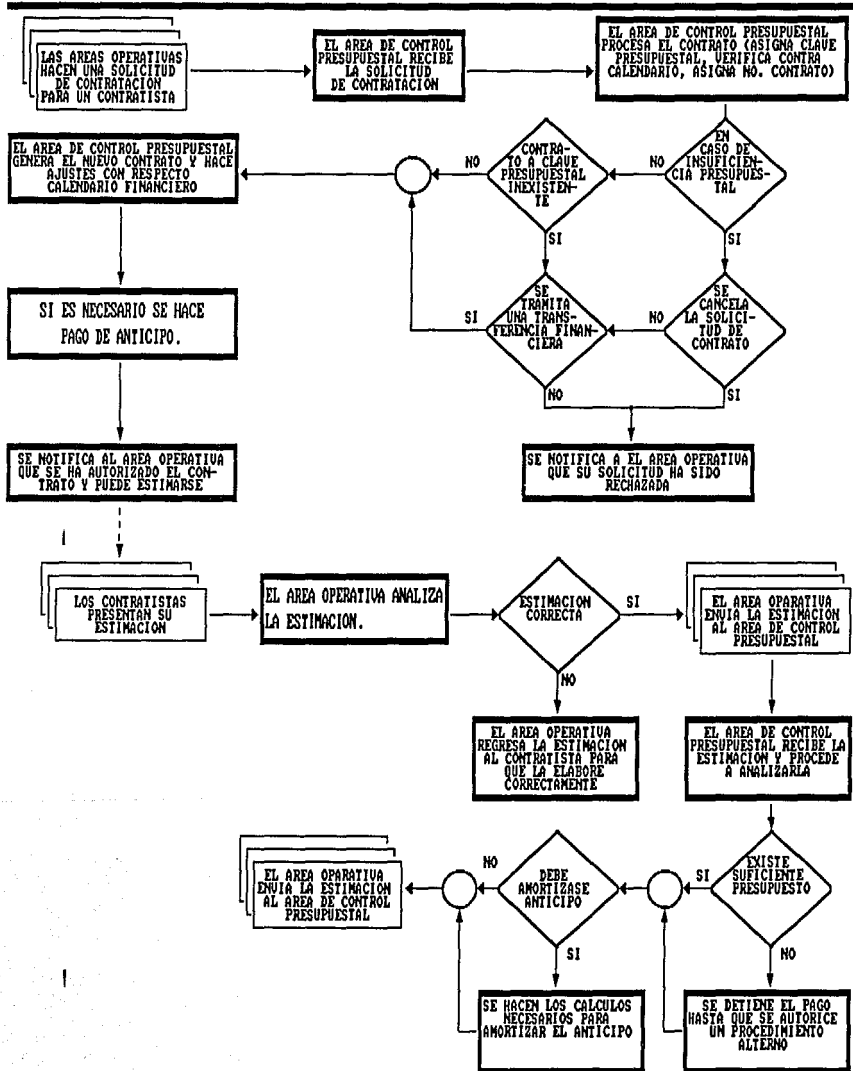 LAS AREAS OPERATIVAS
HACEN UNA SOLICITUD
DE CONTRATACION
PARA UN CONTRATISTA
EL AREA DE CONTROL
PRESUPUESTAL RECIBE
LA SOLICITUD
DE CONTRATACION
EL AREA DE CONTROL PRESUPUESTAL
PROCESA EL CONTRATO (ASIGNA CLAVE
PRESUPUESTAL, VERIFICA CONTRA
CALENDARIO, ASIGNA NO. CONTRATO)
EL AREA DE CONTROL PRESUPUESTAL
GENERA EL NUEVO CONTRATO Y HACE
AJUSTES CON RESPECTO
CALENDARIO FINANCIERO
NO
CONTRA-
TO A CLAVE
PRESUPUESTAL
INEXISTEN-
TE
NO
EN
CASO DE
INSUFICIEN-
CIA PRESUPUES-
TAL
SI
SI
SI ES NECESARIO SE HACE
PAGO DE ANTICIPO.
SI
SE
TRAMITA
UNA TRANS-
FERENCIA FINAN-
CIERA
NO
SE
CANCELA
LA SOLICI-
TUD DE
CONTRATO
NO
SI
SE NOTIFICA AL AREA OPERATIVA
QUE SE HA AUTORIZADO EL CON-
TRATO Y PUEDE ESTIMARSE
SE NOTIFICA A EL AREA OPERATIVA
QUE SU SOLICITUD HA SIDO
RECHAZADA
LOS CONTRATISTAS
PRESENTAN SU
ESTIMACION
EL AREA OPERATIVA ANALIZA
LA ESTIMACION.
ESTIMACION
CORRECTA
SI
EL AREA OPARATIVA
ENVIA LA ESTIMACION
AL AREA DE CONTROL
PRESUPUESTAL
NO
EL AREA OPERATIVA
REGRESA LA ESTIMACION
AL CONTRATISTA PARA
QUE LA ELABORE
CORRECTAMENTE
EL AREA DE CONTROL
PRESUPUESTAL RECIBE LA
ESTIMACION Y PROCEDE
A ANALIZARLA
EL AREA OPARATIVA
ENVIA LA ESTIMACION
AL AREA DE CONTROL
PRESUPUESTAL
NO
DEBE
AMORTIZASE
ANTICIPO
SI
EXISTE
SUFICIENTE
PRESUPUESTO
SI
NO
SE HACEN LOS CALCULOS
NECESARIOS PARA
AMORTIZAR EL ANTICIPO
SE DETIENE EL PAGO
HASTA QUE SE AUTORICE
UN PROCEDIMIENTO
ALTERNO